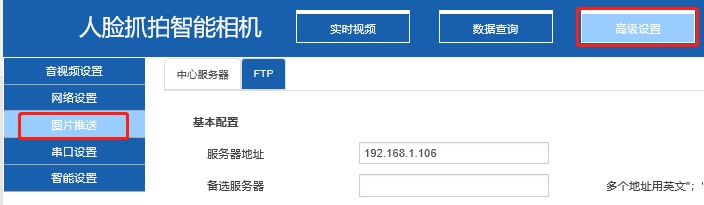 人脸抓拍智能相机 实时视频 数据查询 高级设置
音视频设置
网络设置
图片推送
串口设置
智能设置
中心服务器 FTP
基本配置
服务器地址 192.168.1.106
备选服务器 多个地址用英文";